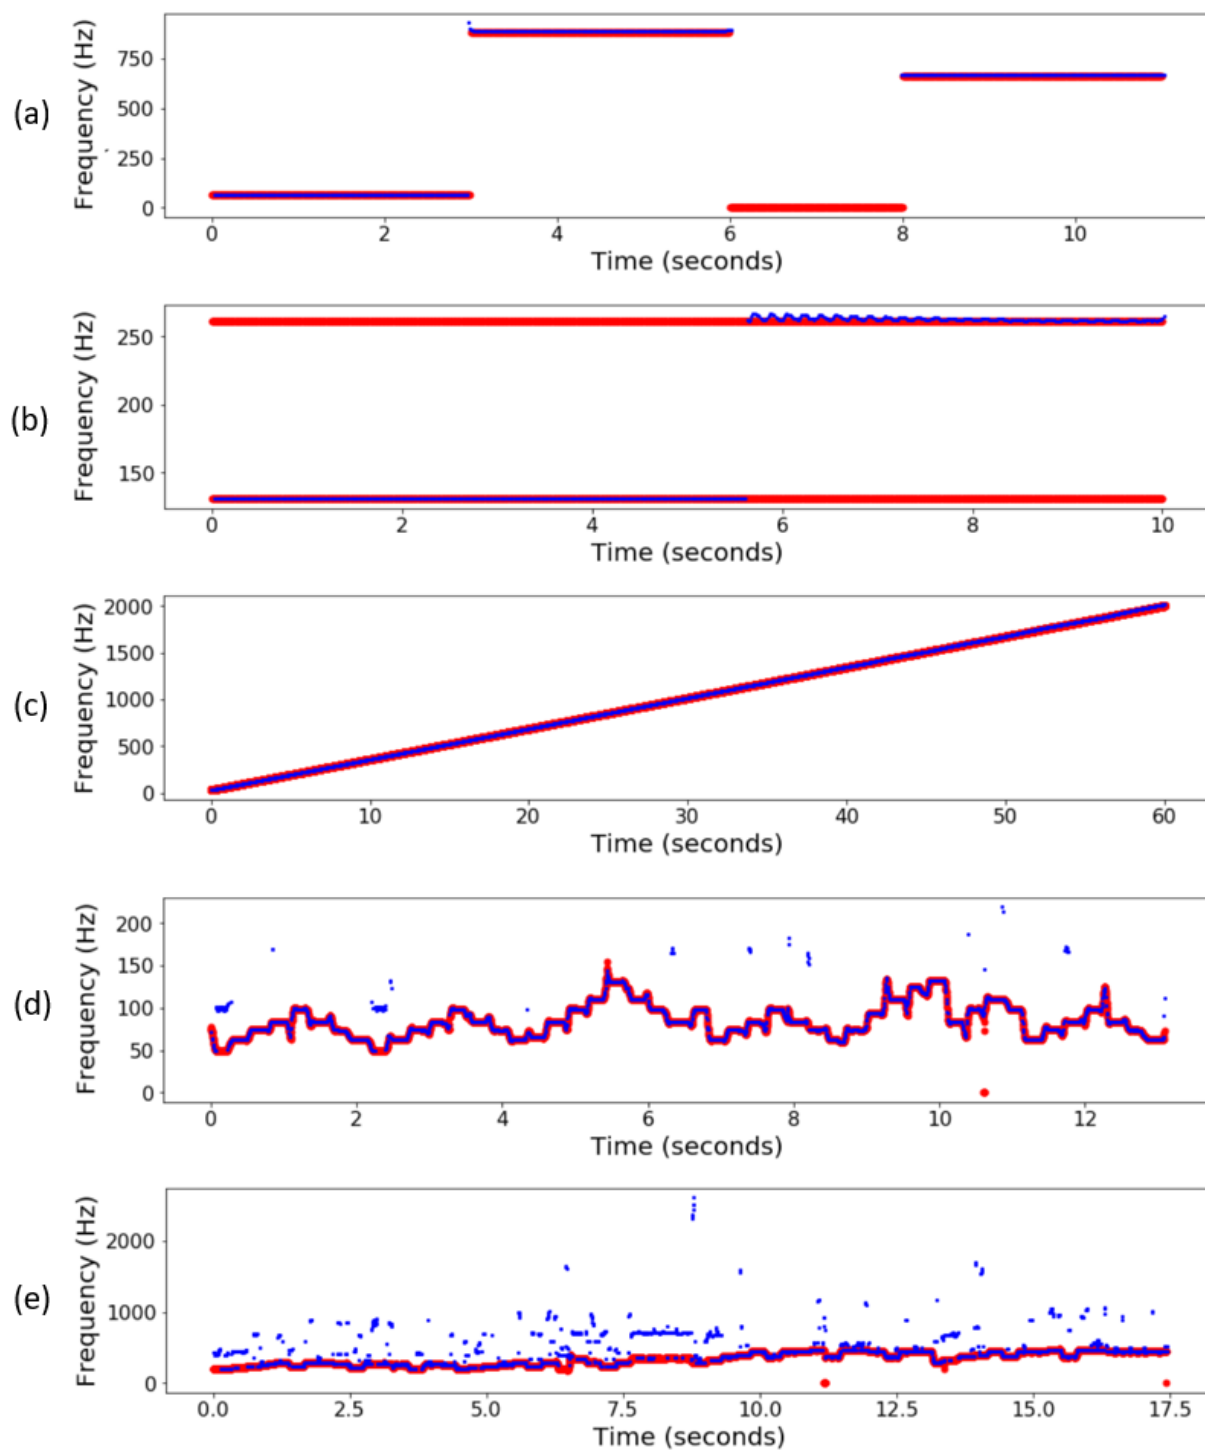 (a)
Frequency (Hz)
750
500
250
0
0 2 4 6 8 10
Time (seconds)
(b)
Frequency (Hz)
250
200
150
0 2 4 6 8 10
Time (seconds)
(c)
Frequency (Hz)
2000
1500
1000
500
0
0 10 20 30 40 50 60
Time (seconds)
(d)
Frequency (Hz)
200
150
100
50
0
0 2 4 6 8 10 12
Time (seconds)
(e)
Frequency (Hz)
2000
1000
0
0.0 2.5 5.0 7.5 10.0 12.5 15.0 17.5
Time (seconds)